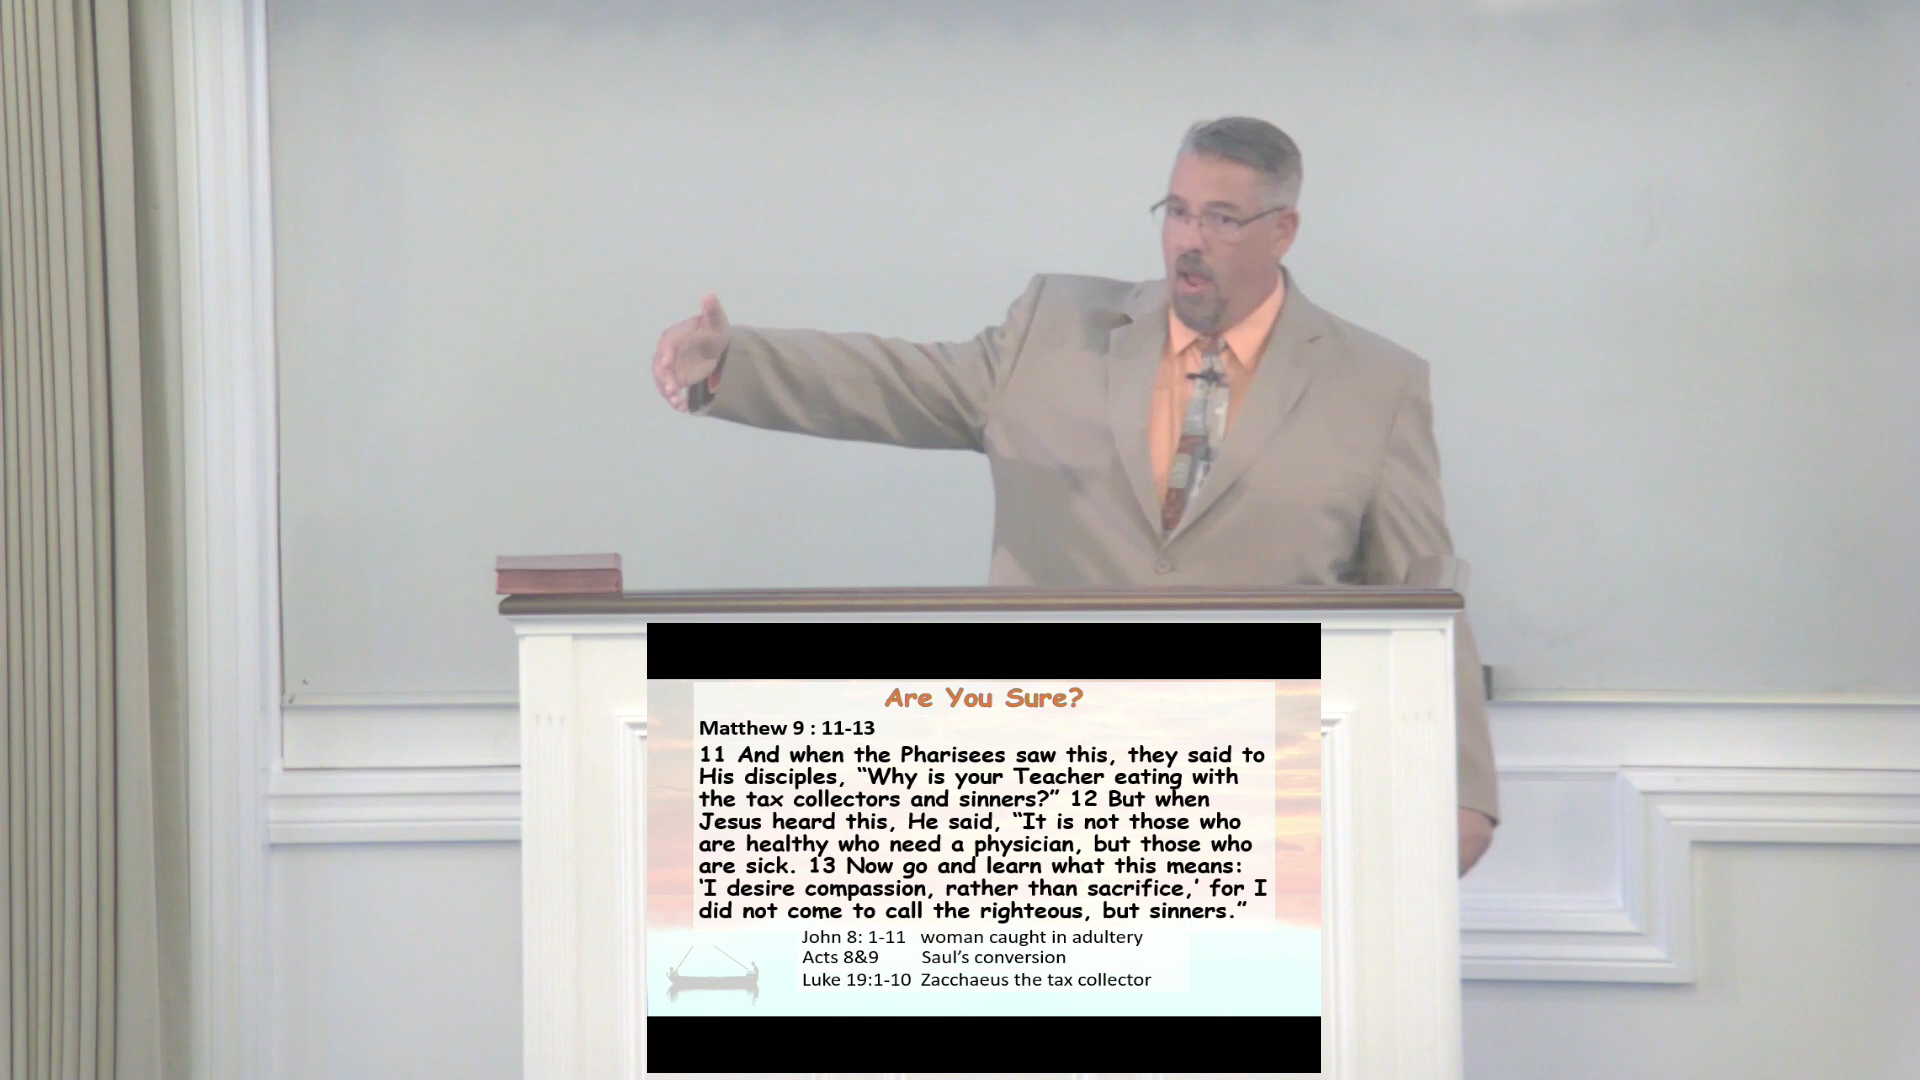 Are You Sure?
Matthew 9 : 11-13
11 And when the Pharisees saw this, they said to
His disciples, “Why is your Teacher eating with
the tax collectors and sinners?” 12 But when
Jesus heard this, He said, “It is not those who
are healthy who need a physician, but those who
are sick. 13 Now go and learn what this means:
‘I desire compassion, rather than sacrifice,’ for I
did not come to call the righteous, but sinners.”
John 8: 1-11 woman caught in adultery
Acts 8&9 Saul’s conversion
Luke 19:1-10 Zacchaeus the tax collector